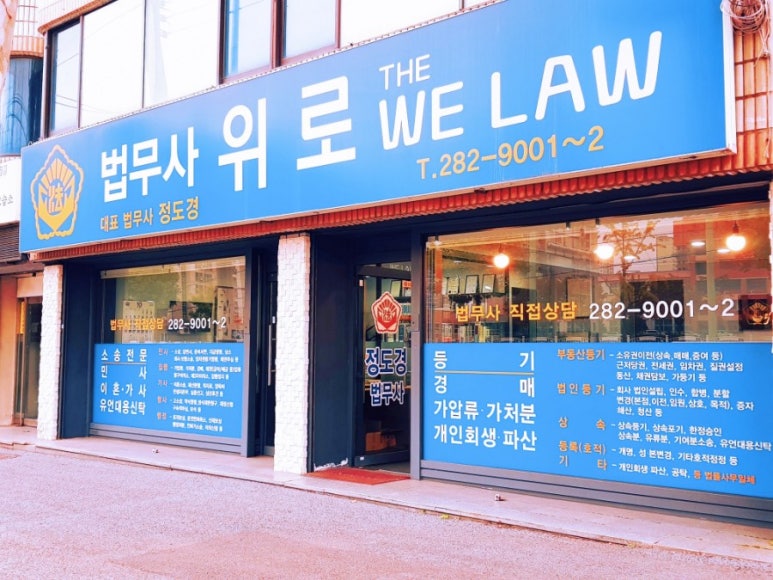 법무사 위로 THE WE LAW
대표 법무사 정도경
T.282-9001~2
法
법무사 직접상담 282-9001~2
소송전문
민 사
이혼·가사
유언대용신탁
정도경
법무사
법무사 직접상담 282-9001~2
등 기
경 매
가압류·가처분
개인회생·파산
부동산등기 - 소유권이전(상속,매매,증여 등)
근저당권, 전세권, 임차권, 질권설정
동산, 채권담보, 가등기 등
법인등기 - 회사 법인설립, 인수, 합병, 분할
변경(본점,이전,임원,상호, 목적), 증자
해산, 청산 등
상 속 - 상속등기, 상속포기, 한정승인
상속분, 유류분, 기여분소송, 유언대용신탁
등록(호적) - 개명, 성 본변경, 기타호적정정 등
기 타 - 개인회생 파산, 공탁, 등 법률사무일체